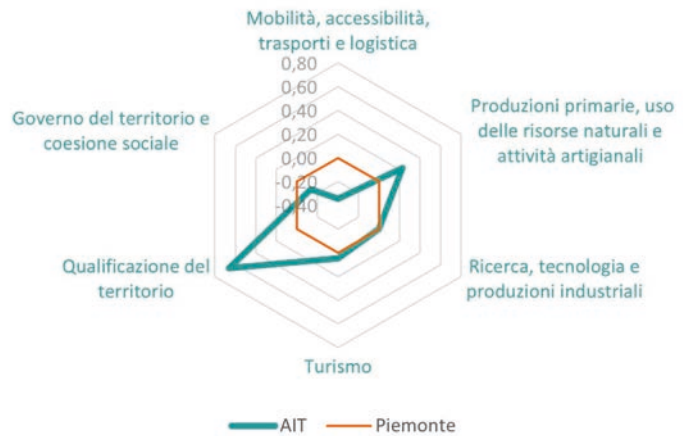 Mobilità, accessibilità,
trasporti e logistica
0,80
0,60
0,40
0,20
0,00
-0,20
-0,40
Produzioni primarie, uso
delle risorse naturali e
attività artigianali
Governo del territorio e
coesione sociale
Qualificazione del
territorio
Ricerca, tecnologia e
produzioni industriali
Turismo
AIT
Piemonte